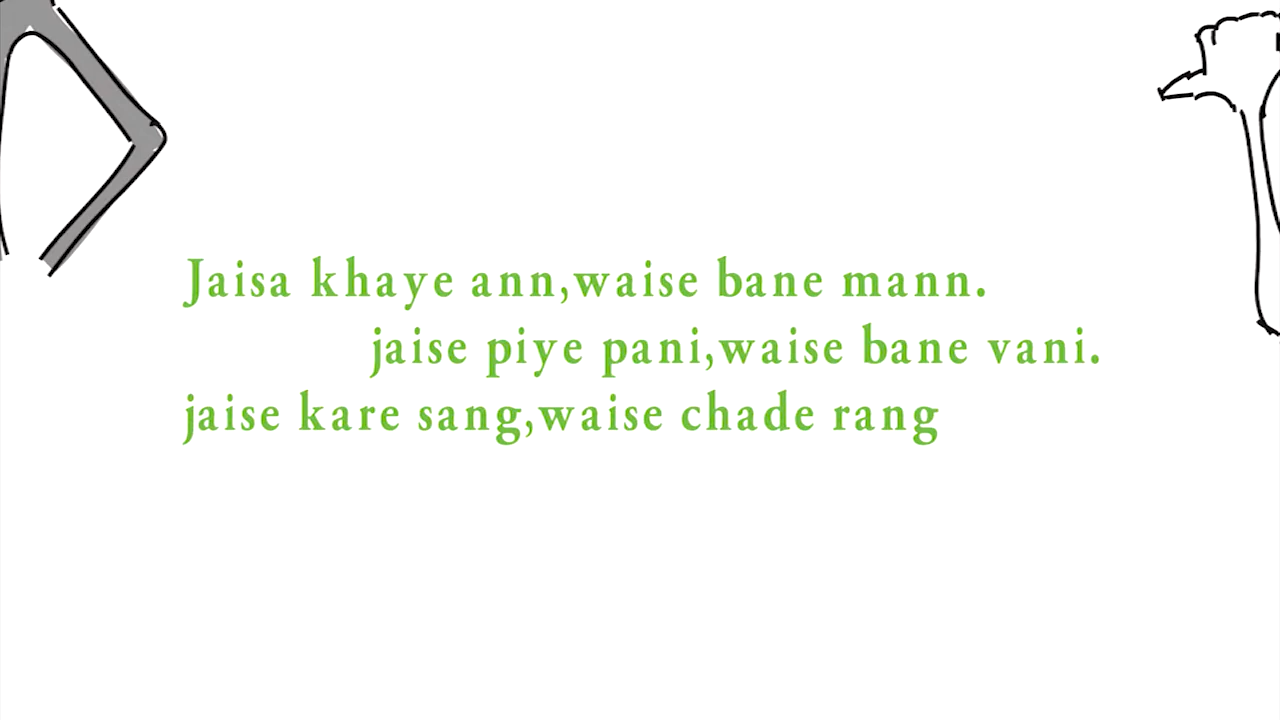 Jaisa khaye ann,waise bane mann.
jaise piye pani,waise bane vani.
jaise kare sang,waise chade rang